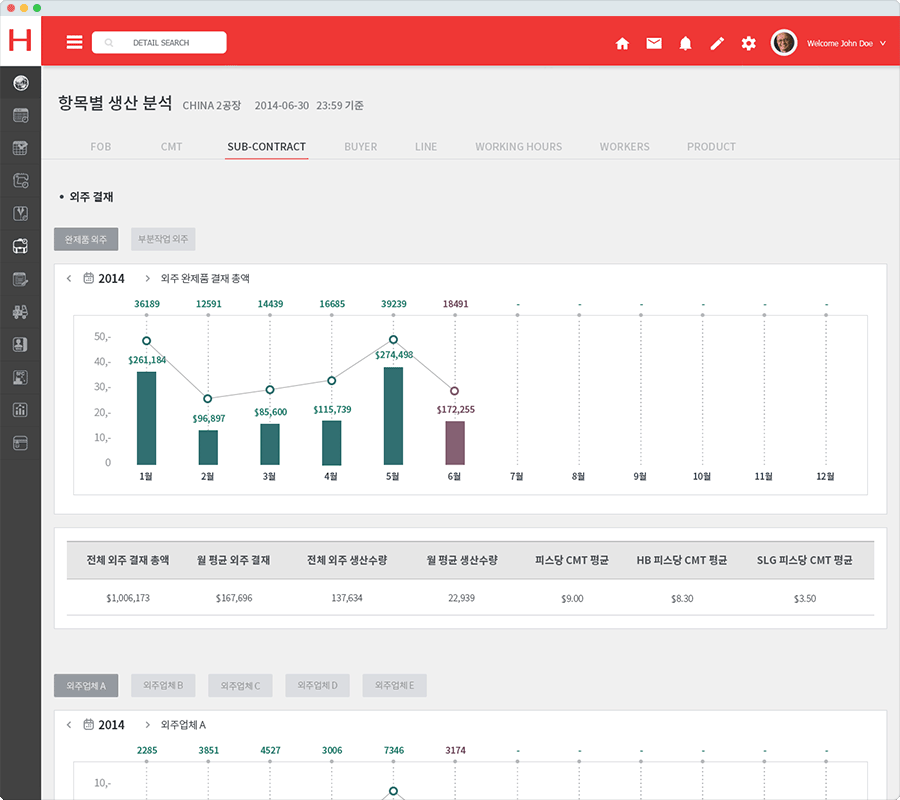 H
DETAIL SEARCH
Welcome John Doe
항목별 생산 분석 CHINA 2공장 2014-06-30 23:59 기준
FOB CMT SUB-CONTRACT BUYER LINE WORKING HOURS WORKERS PRODUCT
• 외주 결재
완제품 외주 부분작업 외주
2014 외주 완제품 결재 총액
36189 12591 14439 16685 39239 18491 - - - - - -
50,-
40,-
30,-
20,-
10,-
0
$261,184 $96,897 $85,600 $115,739 $274,498 $172,255
1월 2월 3월 4월 5월 6월 7월 8월 9월 10월 11월 12월
전체 외주 결재 총액 월 평균 외주 결재 전체 외주 생산수량 월 평균 생산수량 피스당 CMT 평균 HB 피스당 CMT 평균 SLG 피스당 CMT 평균
$1,006,173 $167,696 137,634 22,939 $9.00 $8.30 $3.50
외주업체 A 외주업체 B 외주업체 C 외주업체 D 외주업체 E
2014 외주업체 A
2285 3851 4527 3006 7346 3174 - - - - - -
10,-